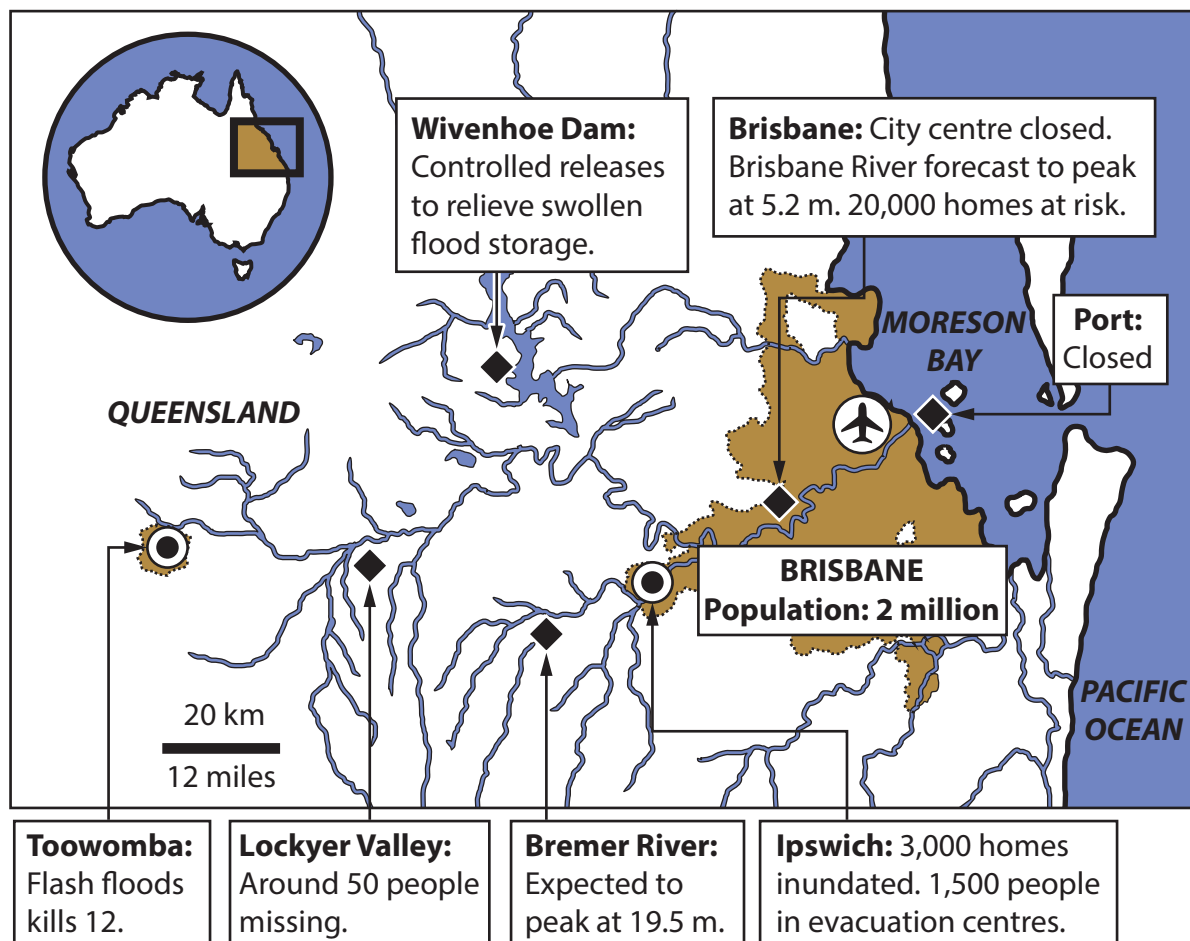 Wivenhoe Dam:
Controlled releases
to relieve swollen
flood storage.
Brisbane: City centre closed.
Brisbane River forecast to peak
at 5.2 m. 20,000 homes at risk.
MORESON
BAY
Port:
Closed
QUEENSLAND
BRISBANE
Population: 2 million
20 km
12 miles
PACIFIC
OCEAN
Toowomba:
Flash floods
kills 12.
Lockyer Valley:
Around 50 people
missing.
Bremer River:
Expected to
peak at 19.5 m.
Ipswich: 3,000 homes
inundated. 1,500 people
in evacuation centres.